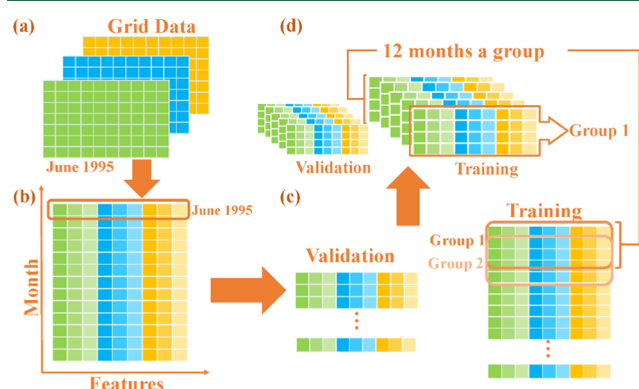 (a)
Grid Data
June 1995
(d)
12 months a group
Group 1
Validation
Training
(b)
June 1995
Month
Features
(c)
Validation
Training
Group 1
Group 2